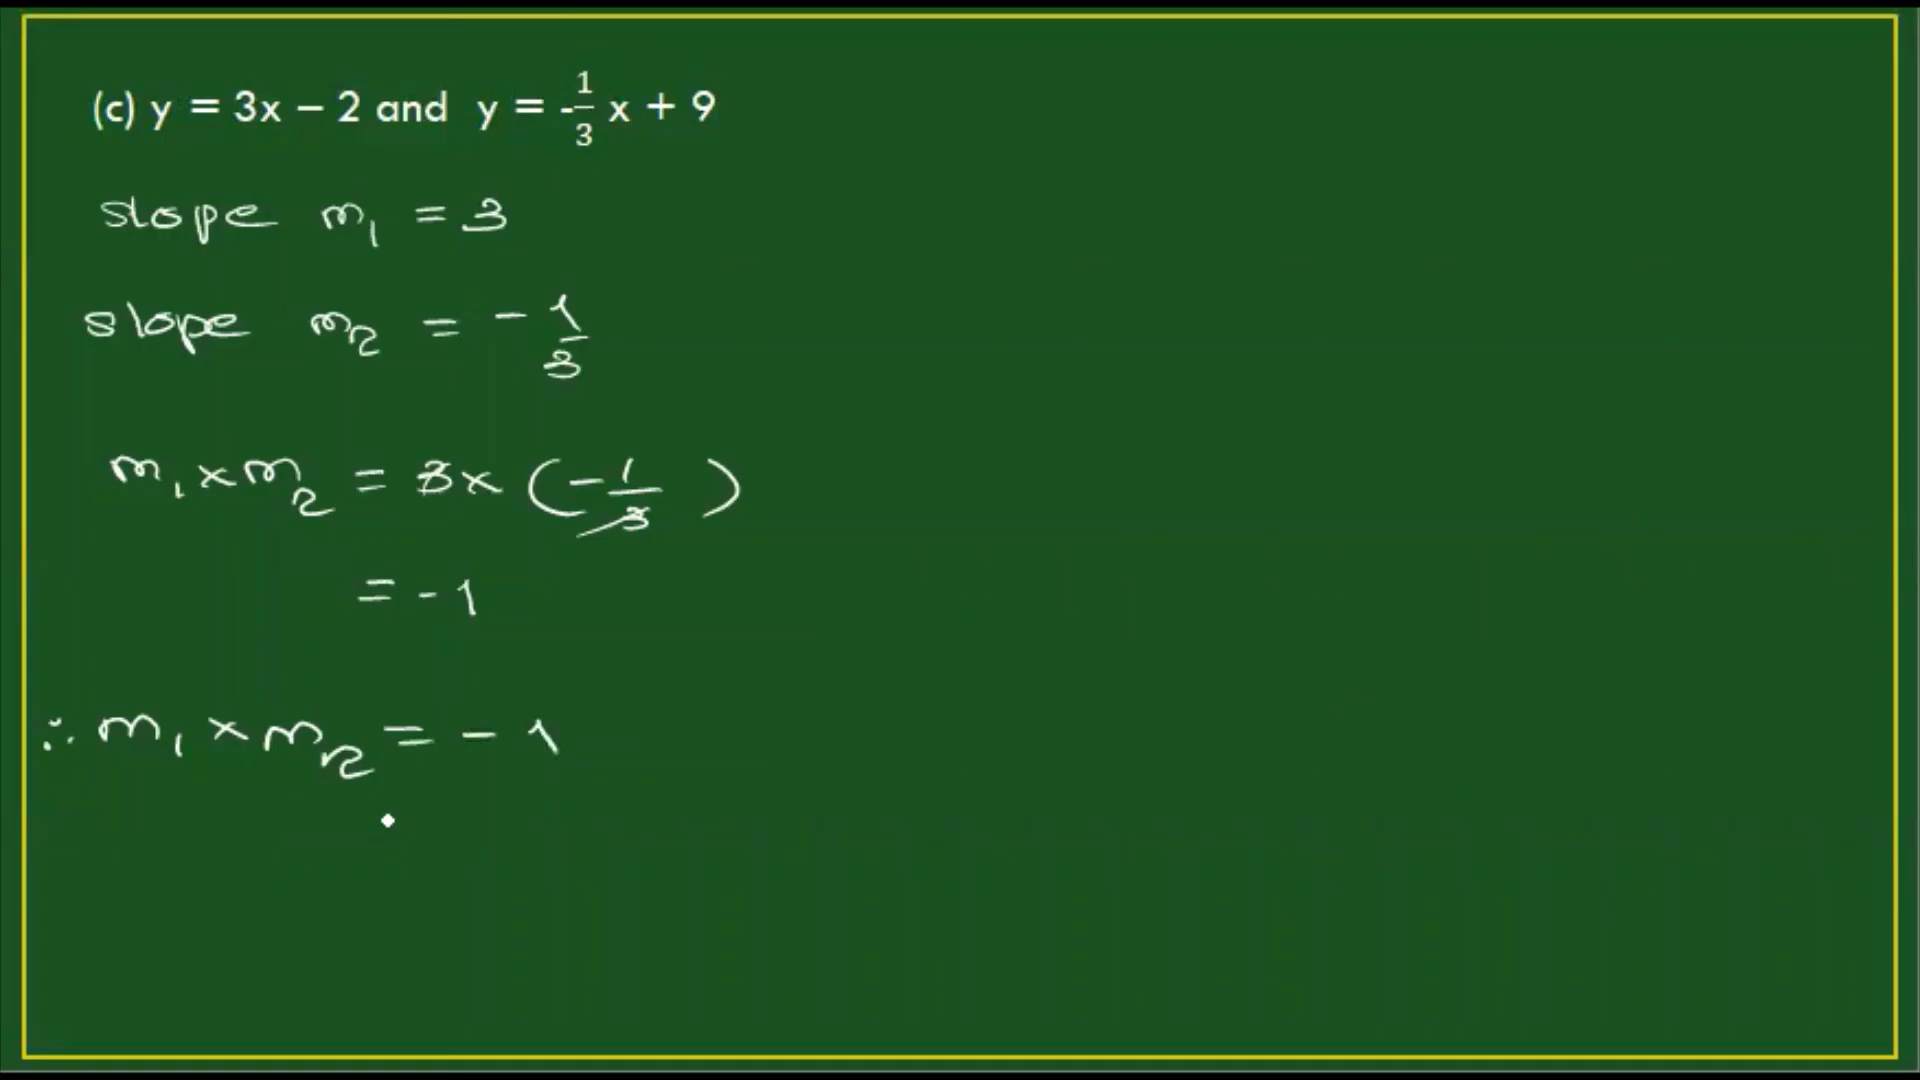 (c) y = 3x – 2 and y = -1/3 x + 9
slope m₁ = 3
slope m₂ = - 1/3
m₁ × m₂ = 3 × ( - 1/3 )
= - 1
∴ m₁ × m₂ = - 1